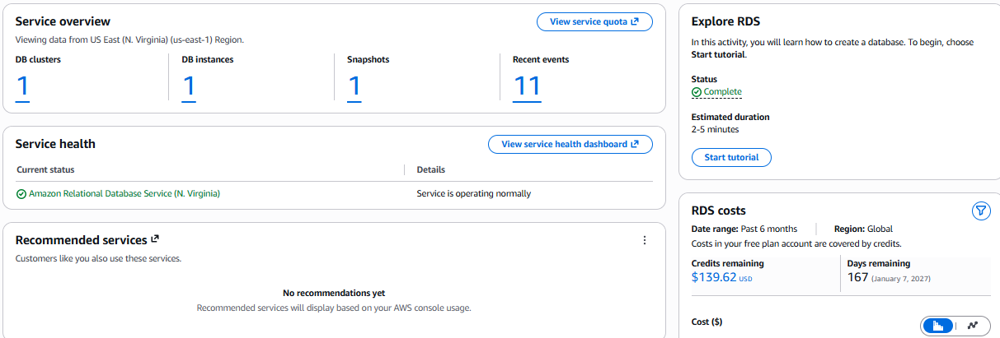 Service overview
View service quota
Viewing data from US East (N. Virginia) (us-east-1) Region.
DB clusters
1
DB instances
1
Snapshots
1
Recent events
11
Service health
View service health dashboard
Current status
Details
Amazon Relational Database Service (N. Virginia)
Service is operating normally
Recommended services
Customers like you also use these services.
No recommendations yet
Recommended services will display based on your AWS console usage.
Explore RDS
In this activity, you will learn how to create a database. To begin, choose
Start tutorial.
Status
Complete
Estimated duration
2-5 minutes
Start tutorial
RDS costs
Date range: Past 6 months
Region: Global
Costs in your free plan account are covered by credits.
Credits remaining
$139.62 USD
Days remaining
167 (January 7, 2027)
Cost ($)